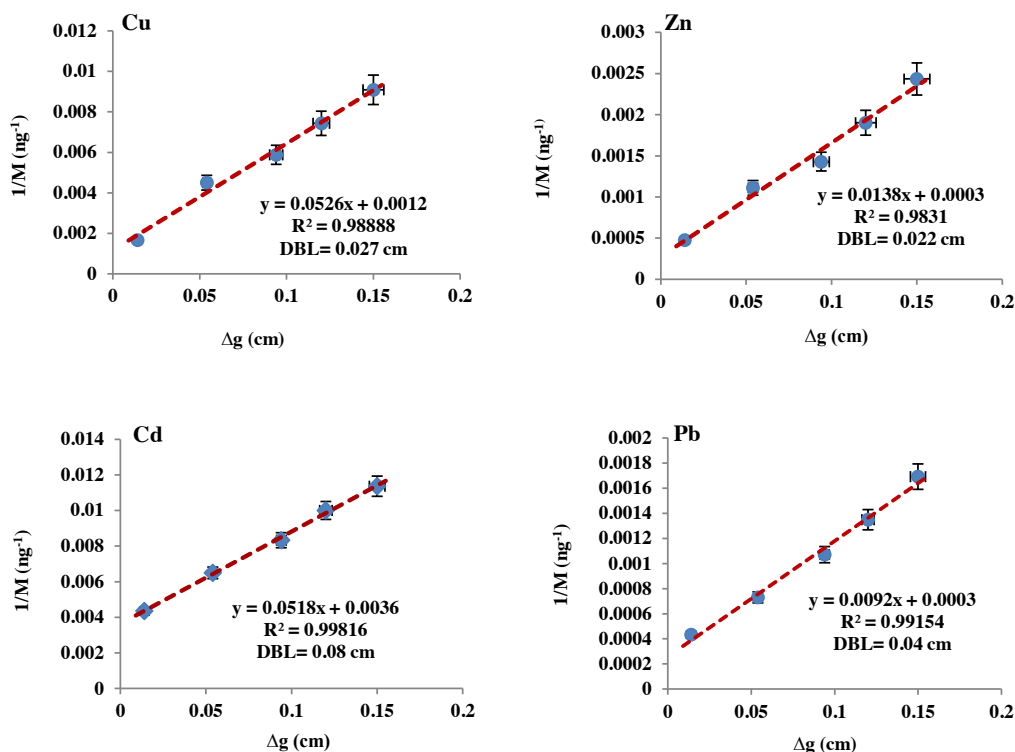 Cu
0.012
0.01
0.008
0.006
0.004
0.002
0
1/M (ng⁻¹)
y = 0.0526x + 0.0012
R² = 0.98888
DBL= 0.027 cm
0
0.05
0.1
0.15
0.2
Δg (cm)
Zn
0.003
0.0025
0.002
0.0015
0.001
0.0005
0
1/M (ng⁻¹⁾
y = 0.0138x + 0.0003
R² = 0.9831
DBL= 0.022 cm
0
0.05
0.1
0.15
0.2
Δg (cm)
Cd
0.014
0.012
0.01
0.008
0.006
0.004
0.002
0
1/M (ng⁻¹)
y = 0.0518x + 0.0036
R² = 0.99816
DBL= 0.08 cm
0
0.05
0.1
0.15
0.2
Δg (cm)
Pb
0.002
0.0018
0.0016
0.0014
0.0012
0.001
0.0008
0.0006
0.0004
0.0002
0
1/M (ng⁻¹)
y = 0.0092x + 0.0003
R² = 0.99154
DBL= 0.04 cm
0
0.05
0.1
0.15
0.2
Δg (cm)